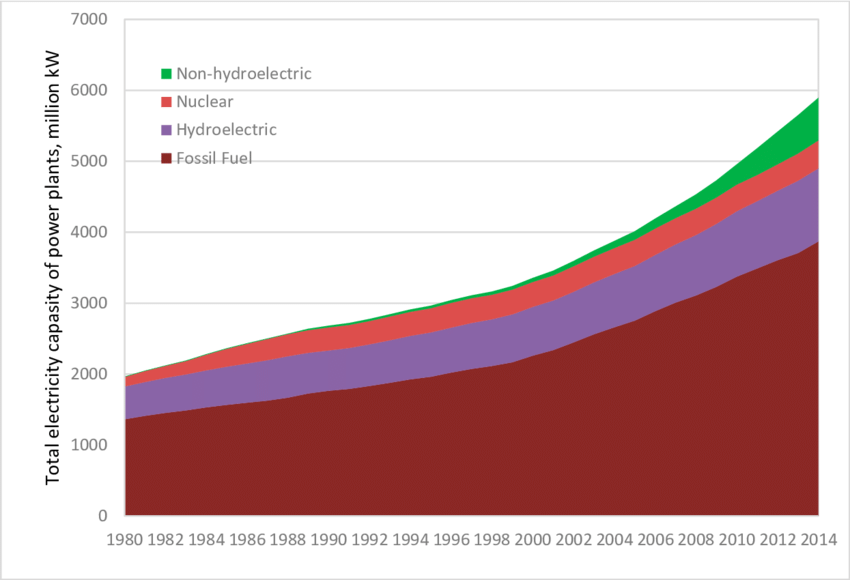 Total electricity capasity of power plants, million kW
7000
6000
5000
4000
3000
2000
1000
0
Non-hydroelectric
Nuclear
Hydroelectric
Fossil Fuel
1980 1982 1984 1986 1988 1990 1992 1994 1996 1998 2000 2002 2004 2006 2008 2010 2012 2014